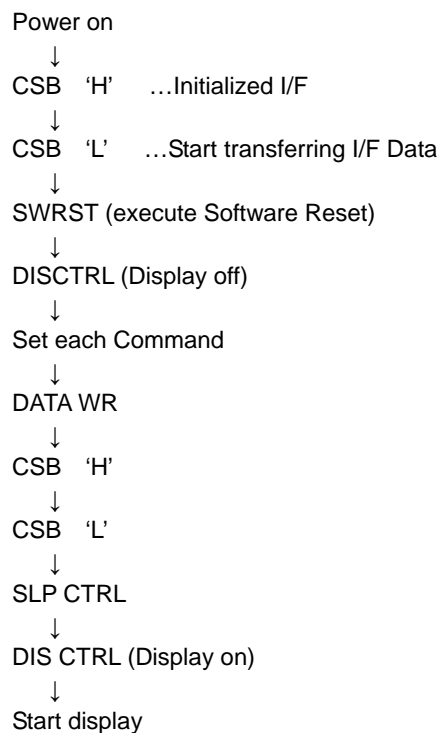 Power on
↓
CSB ‘H’ …Initialized I/F
↓
CSB ‘L’ …Start transferring I/F Data
↓
SWRST (execute Software Reset)
↓
DISCTRL (Display off)
↓
Set each Command
↓
DATA WR
↓
CSB ‘H’
↓
CSB ‘L’
↓
SLP CTRL
↓
DIS CTRL (Display on)
↓
Start display